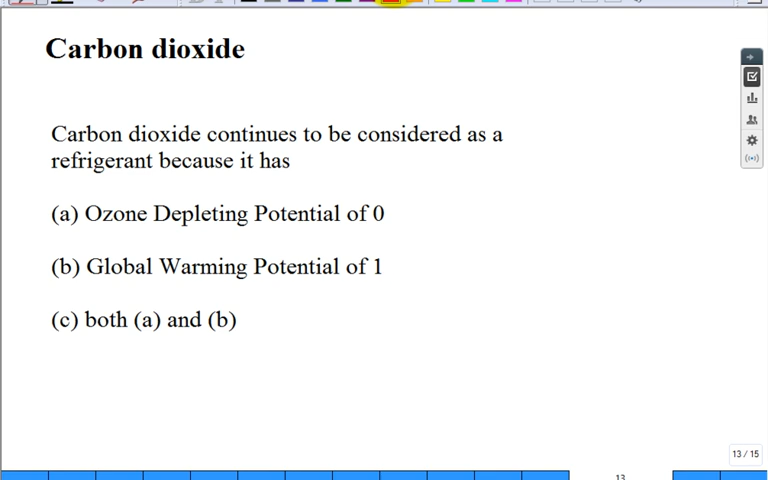 Carbon dioxide
Carbon dioxide continues to be considered as a
refrigerant because it has
(a) Ozone Depleting Potential of 0
(b) Global Warming Potential of 1
(c) both (a) and (b)
13 / 15
13